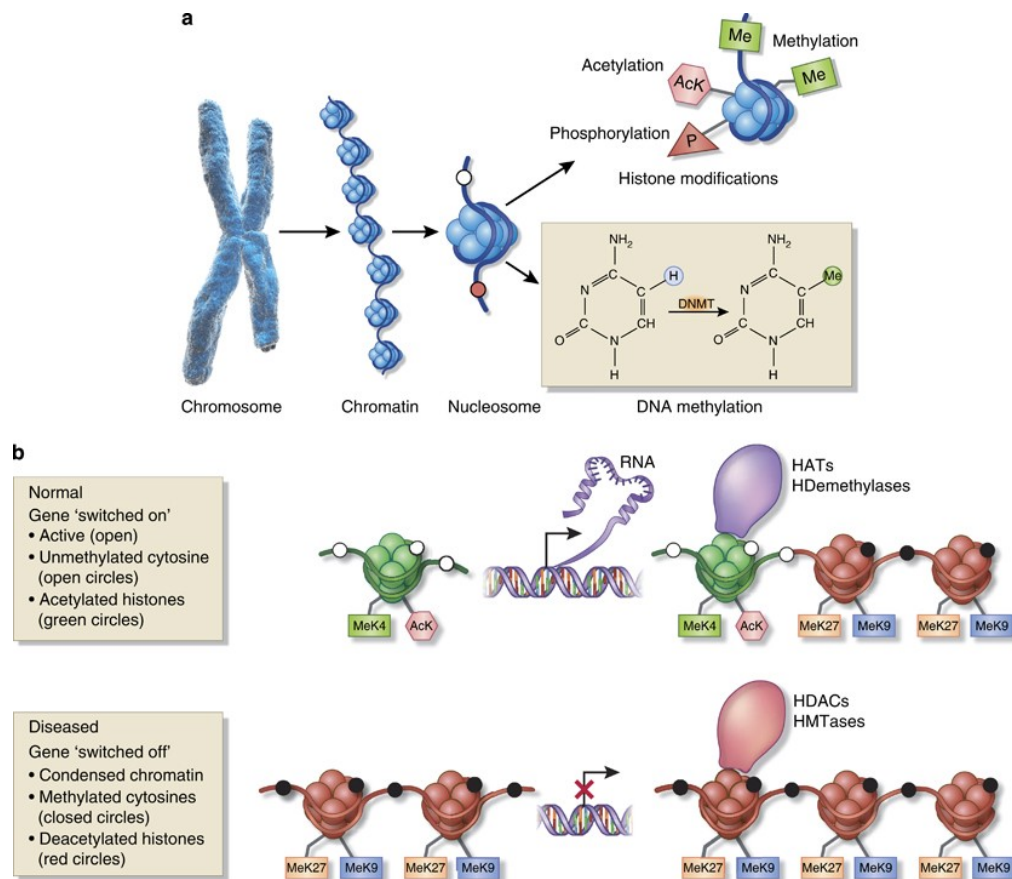 a
Me
Methylation
Acetylation
AcK
Me
Phosphorylation
P
Histone modifications
NH2
NH2
H
Me
N
C
C
N
C
C
DNMT
C
CH
C
CH
O
N
O
N
H
H
Chromosome
Chromatin
Nucleosome
DNA methylation
b
Normal
Gene ‘switched on’
• Active (open)
• Unmethylated cytosine
(open circles)
• Acetylated histones
(green circles)
RNA
HATs
HDemethylases
MeK4
AcK
MeK4
AcK
MeK27
MeK9
MeK27
MeK9
Diseased
Gene ‘switched off’
• Condensed chromatin
• Methylated cytosines
(closed circles)
• Deacetylated histones
(red circles)
HDACs
HMTases
MeK27
MeK9
MeK27
MeK9
MeK27
MeK9
MeK27
MeK9
MeK27
MeK9